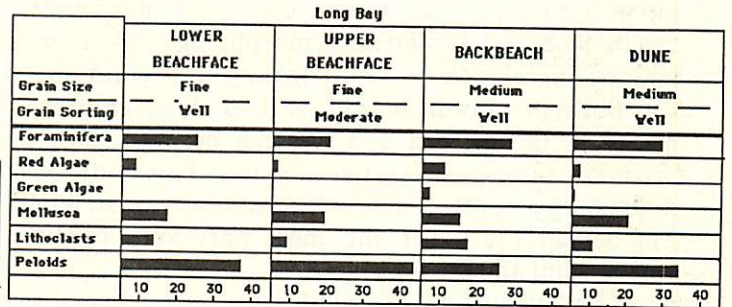 Long Bay
LOWER BEACHFACE UPPER BEACHFACE BACKBEACH DUNE
Grain Size Fine Fine Medium Medium
Grain Sorting Well Moderate Well Well
Foraminifera
Red Algae
Green Algae
Mollusca
Lithoclasts
Peloids
10 20 30 40 10 20 30 40 10 20 30 40 10 20 30 40